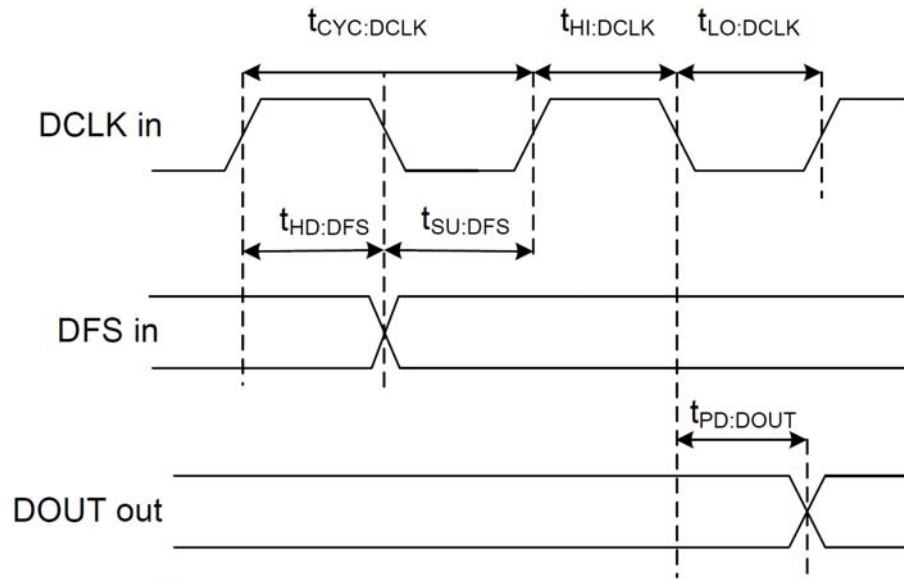 tCYC:DCLK tHI:DCLK tLO:DCLK
DCLK in
tHD:DFS tSU:DFS
DFS in
tPD:DOUT
DOUT out